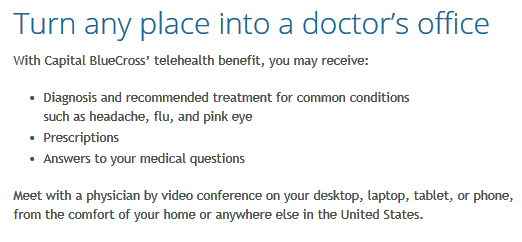 Turn any place into a doctor's office
With Capital BlueCross' telehealth benefit, you may receive:
• Diagnosis and recommended treatment for common conditions
such as headache, flu, and pink eye
• Prescriptions
• Answers to your medical questions
Meet with a physician by video conference on your desktop, laptop, tablet, or phone,
from the comfort of your home or anywhere else in the United States.